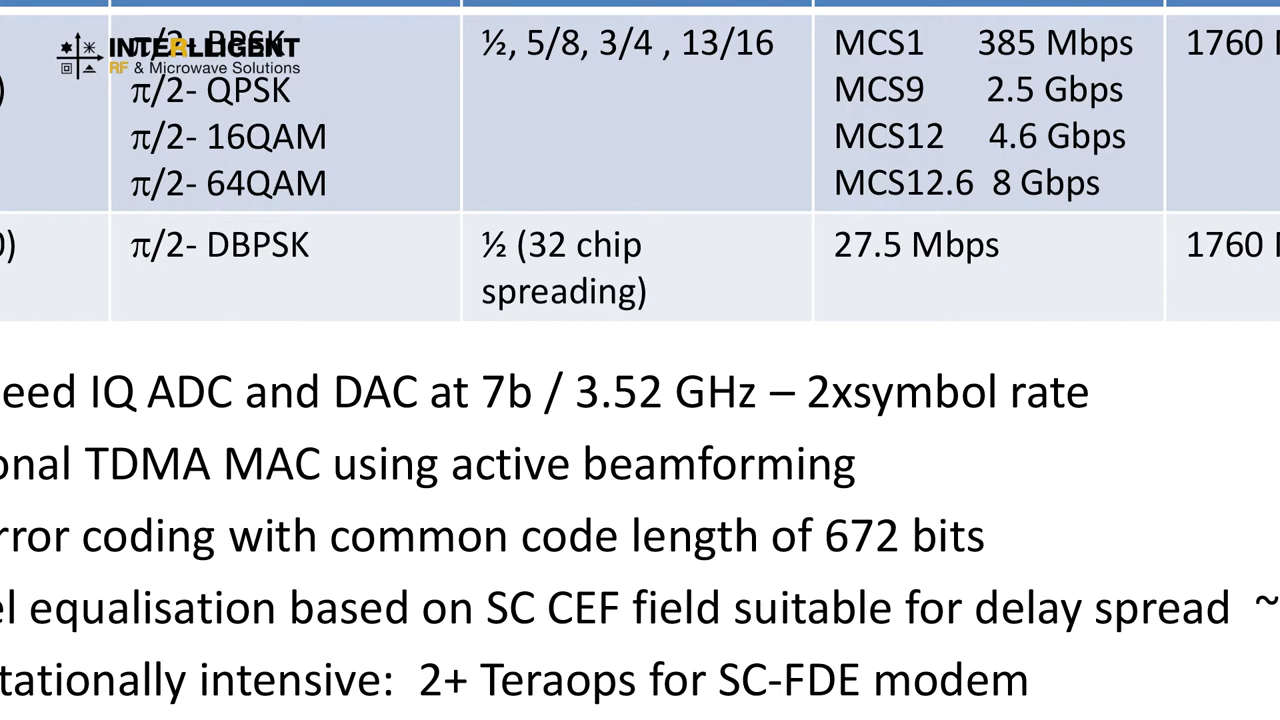 INTERLLIGENT
RF & Microwave Solutions
π/2- BPSK
½, 5/8, 3/4 , 13/16
MCS1 385 Mbps
1760
)
π/2- QPSK
MCS9 2.5 Gbps
π/2- 16QAM
MCS12 4.6 Gbps
π/2- 64QAM
MCS12.6 8 Gbps
0)
π/2- DBPSK
½ (32 chip
spreading)
27.5 Mbps
1760
eed IQ ADC and DAC at 7b / 3.52 GHz – 2xsymbol rate
onal TDMA MAC using active beamforming
rror coding with common code length of 672 bits
el equalisation based on SC CEF field suitable for delay spread ~
tationally intensive: 2+ Teraops for SC-FDE modem